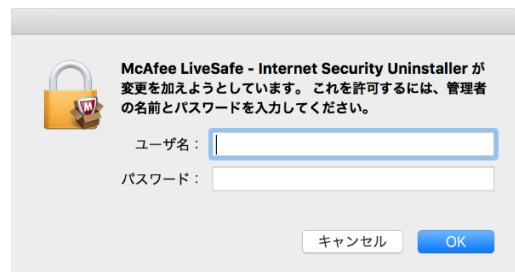 McAfee LiveSafe - Internet Security Uninstaller が
変更を加えようとしています。 これを許可するには、管理者
の名前とパスワードを入力してください。
ユーザ名：
パスワード：
キャンセル OK